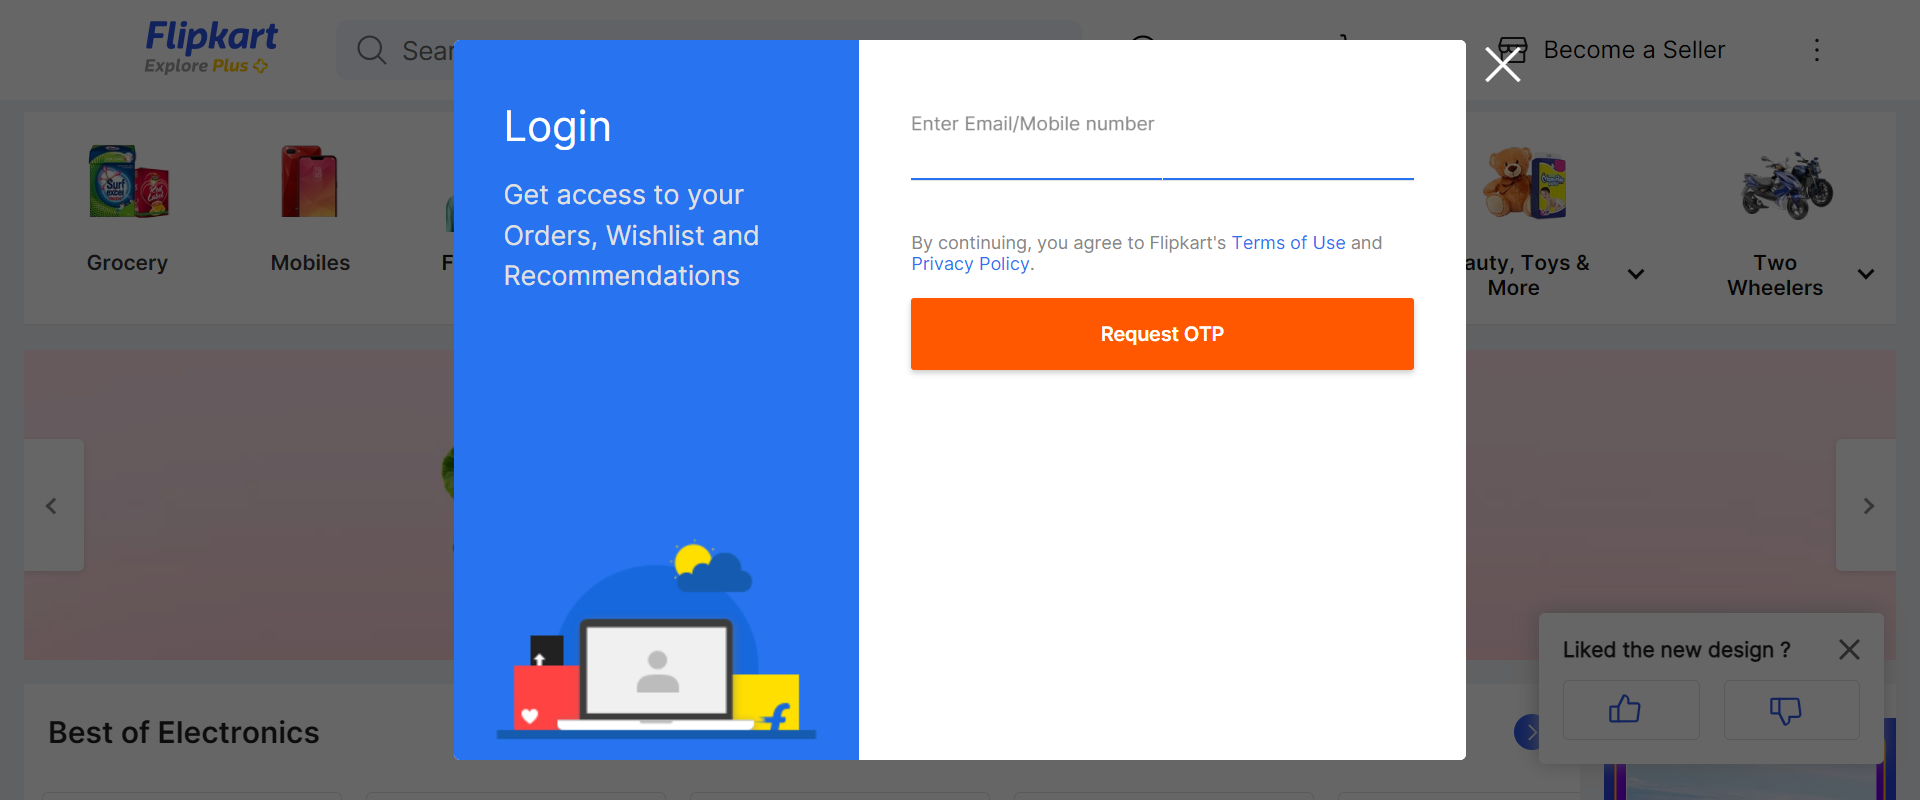 Flipkart
Explore Plus
Become a Seller
Login
Get access to your
Orders, Wishlist and
Recommendations
Enter Email/Mobile number
By continuing, you agree to Flipkart's Terms of Use and
Privacy Policy.
Request OTP
Surf
excel
Grocery
Mobiles
auty, Toys &
More
Two
Wheelers
Liked the new design ?
Best of Electronics